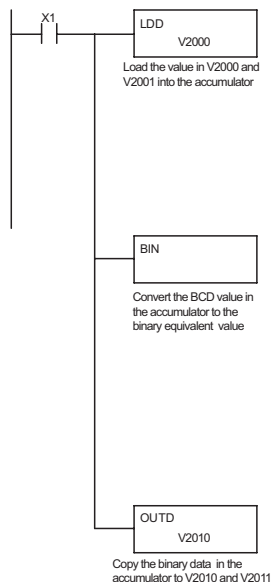 X1
LDD
V2000
Load the value in V2000 and
V2001 into the accumulator
BIN
Convert the BCD value in
the accumulator to the
binary equivalent value
OUTD
V2010
Copy the binary data in the
accumulator to V2010 and V2011